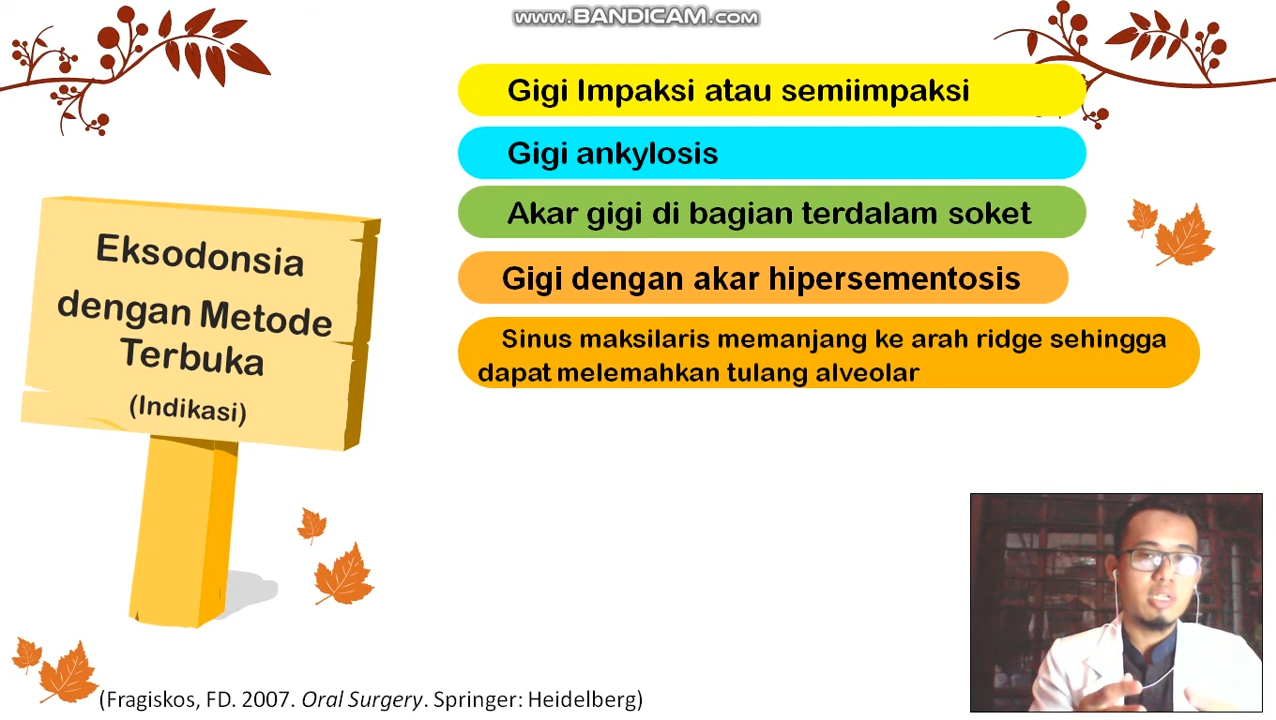 www.BANDICAM.com
Gigi Impaksi atau semiimpaksi
Gigi ankylosis
Akar gigi di bagian terdalam soket
Gigi dengan akar hipersementosis
Sinus maksilaris memanjang ke arah ridge sehingga
dapat melemahkan tulang alveolar
Eksodonsia
dengan Metode
Terbuka
(Indikasi)
(Fragiskos, FD. 2007. Oral Surgery. Springer: Heidelberg)